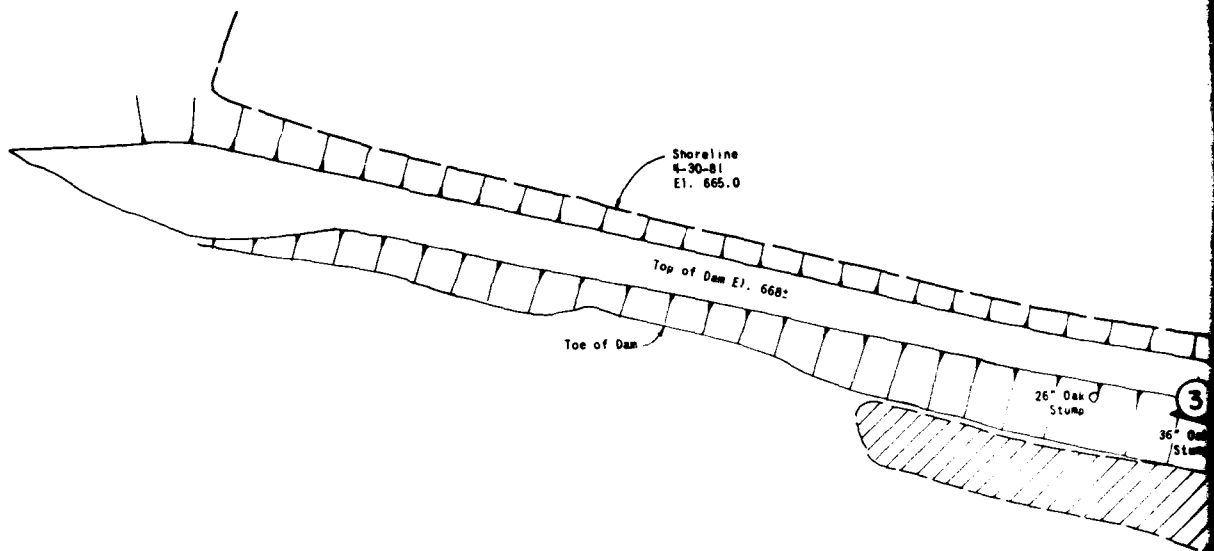 Shoreline
4-30-81
El. 665.0
Top of Dam El. 668±
Toe of Dam
26" Oak
Stump
3
36"